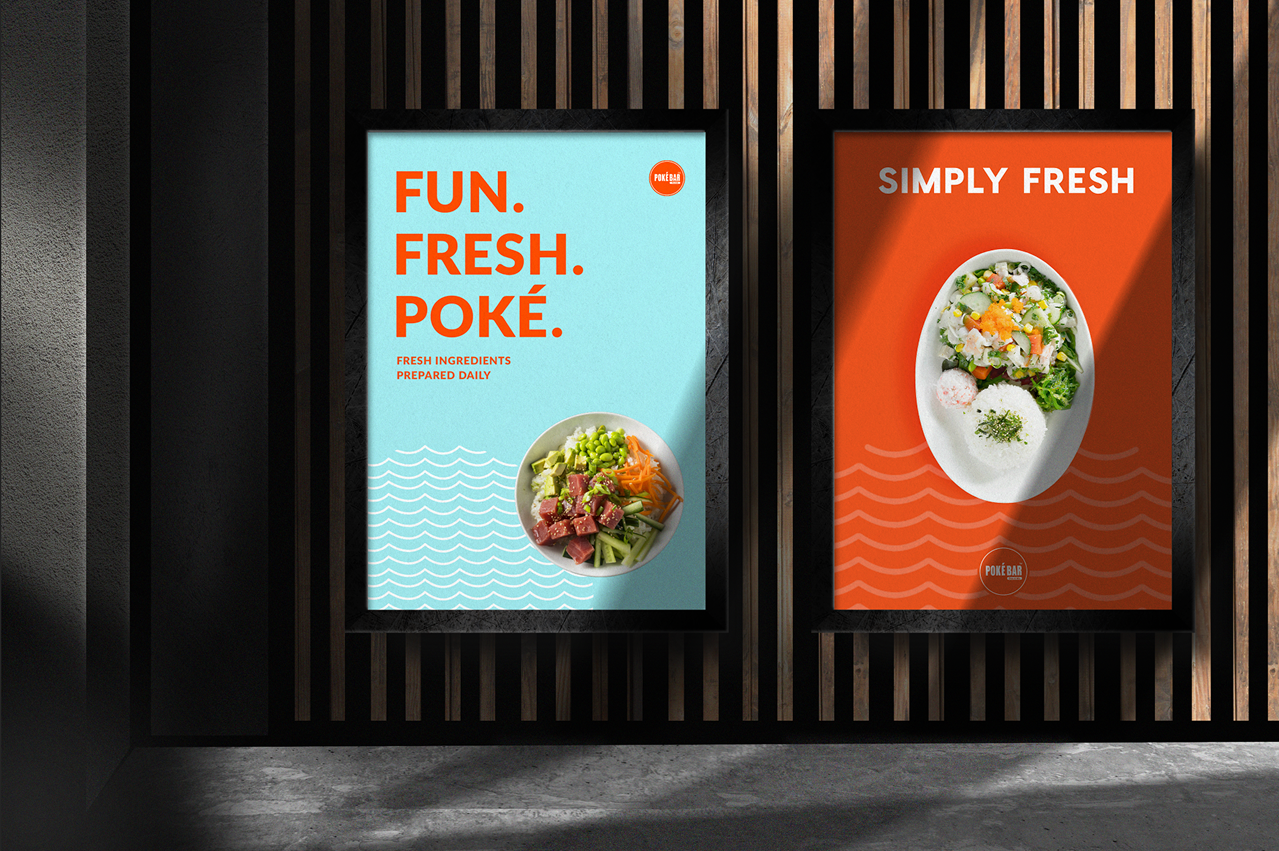 FUN.
FRESH.
POKÉ.
FRESH INGREDIENTS
PREPARED DAILY
POKÉ BAR
SIMPLY FRESH
POKÉ BAR